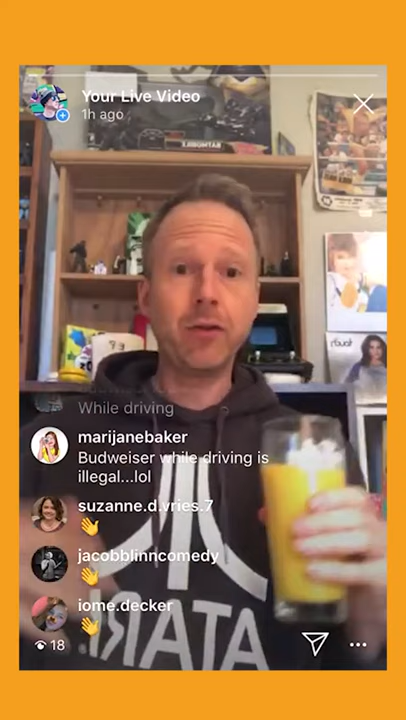 Your Live Video
1h ago
BATMOBILE
While driving
marijanebaker
Budweiser while driving is
illegal...lol
suzanne.d.vries.7
👋
jacobblinncomedy
👋
iome.decker
👋
ATARI
18